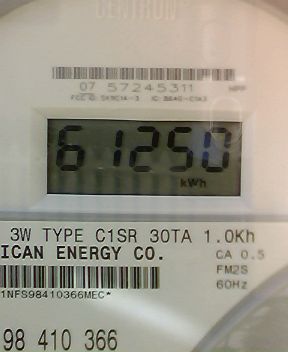 CENTRON
07 57245311
61250
kWh
3W TYPE C1SR 30TA 1.0Kh
ICAN ENERGY CO.
CA 0.5
FM2S
60Hz
1NFS98410366MEC*
98 410 366